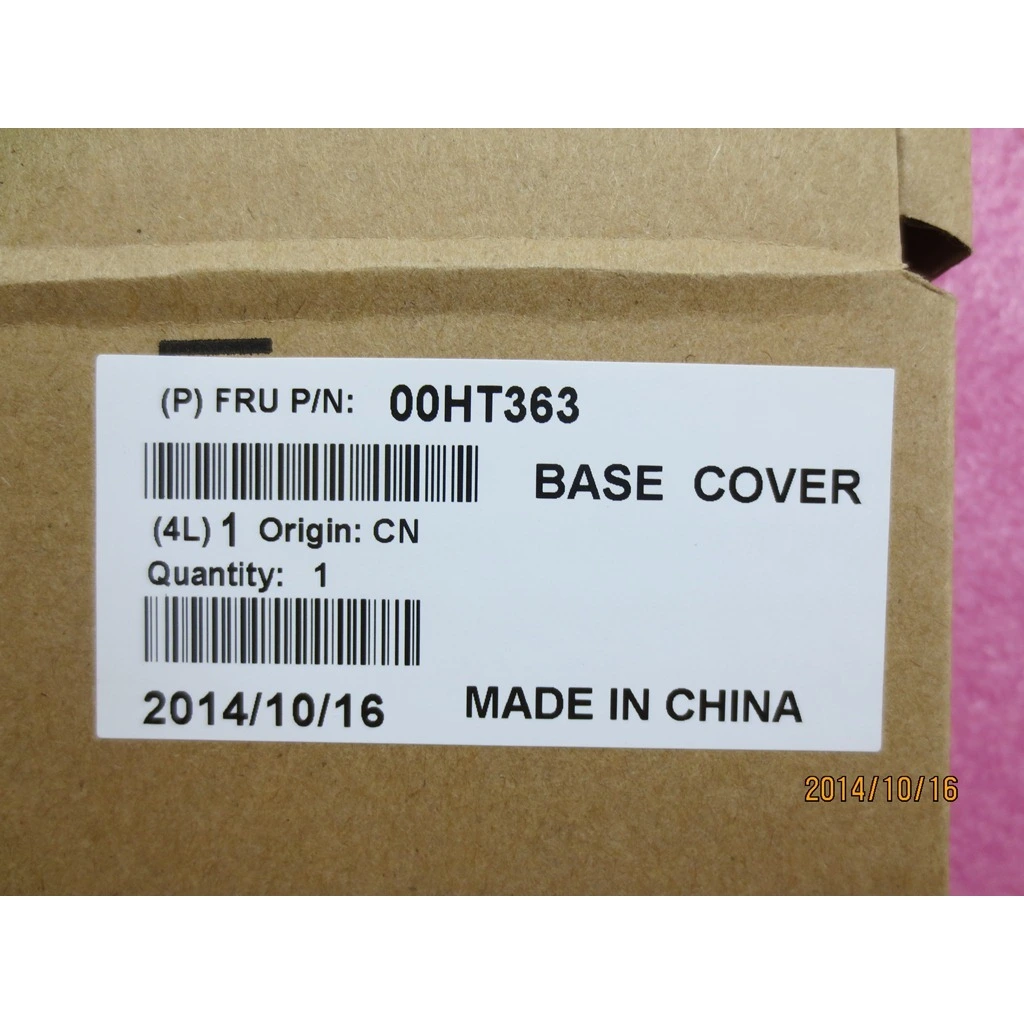 (P) FRU P/N: 00HT363
BASE COVER
(4L) 1 Origin: CN
Quantity: 1
2014/10/16
MADE IN CHINA
2014/10/16